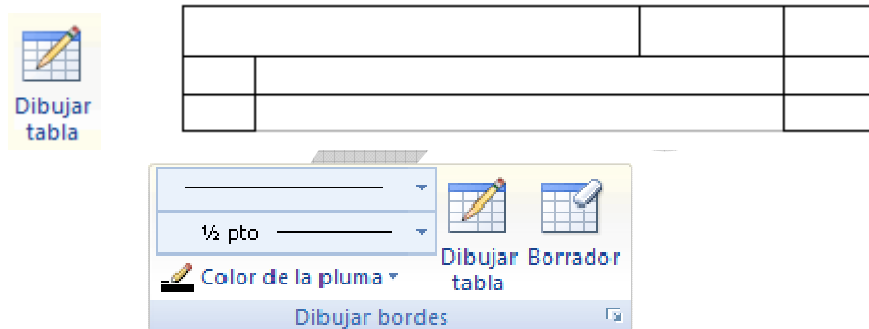 Dibujar
tabla
½ pto
Color de la pluma
Dibujar
tabla
Borrador
Dibujar bordes